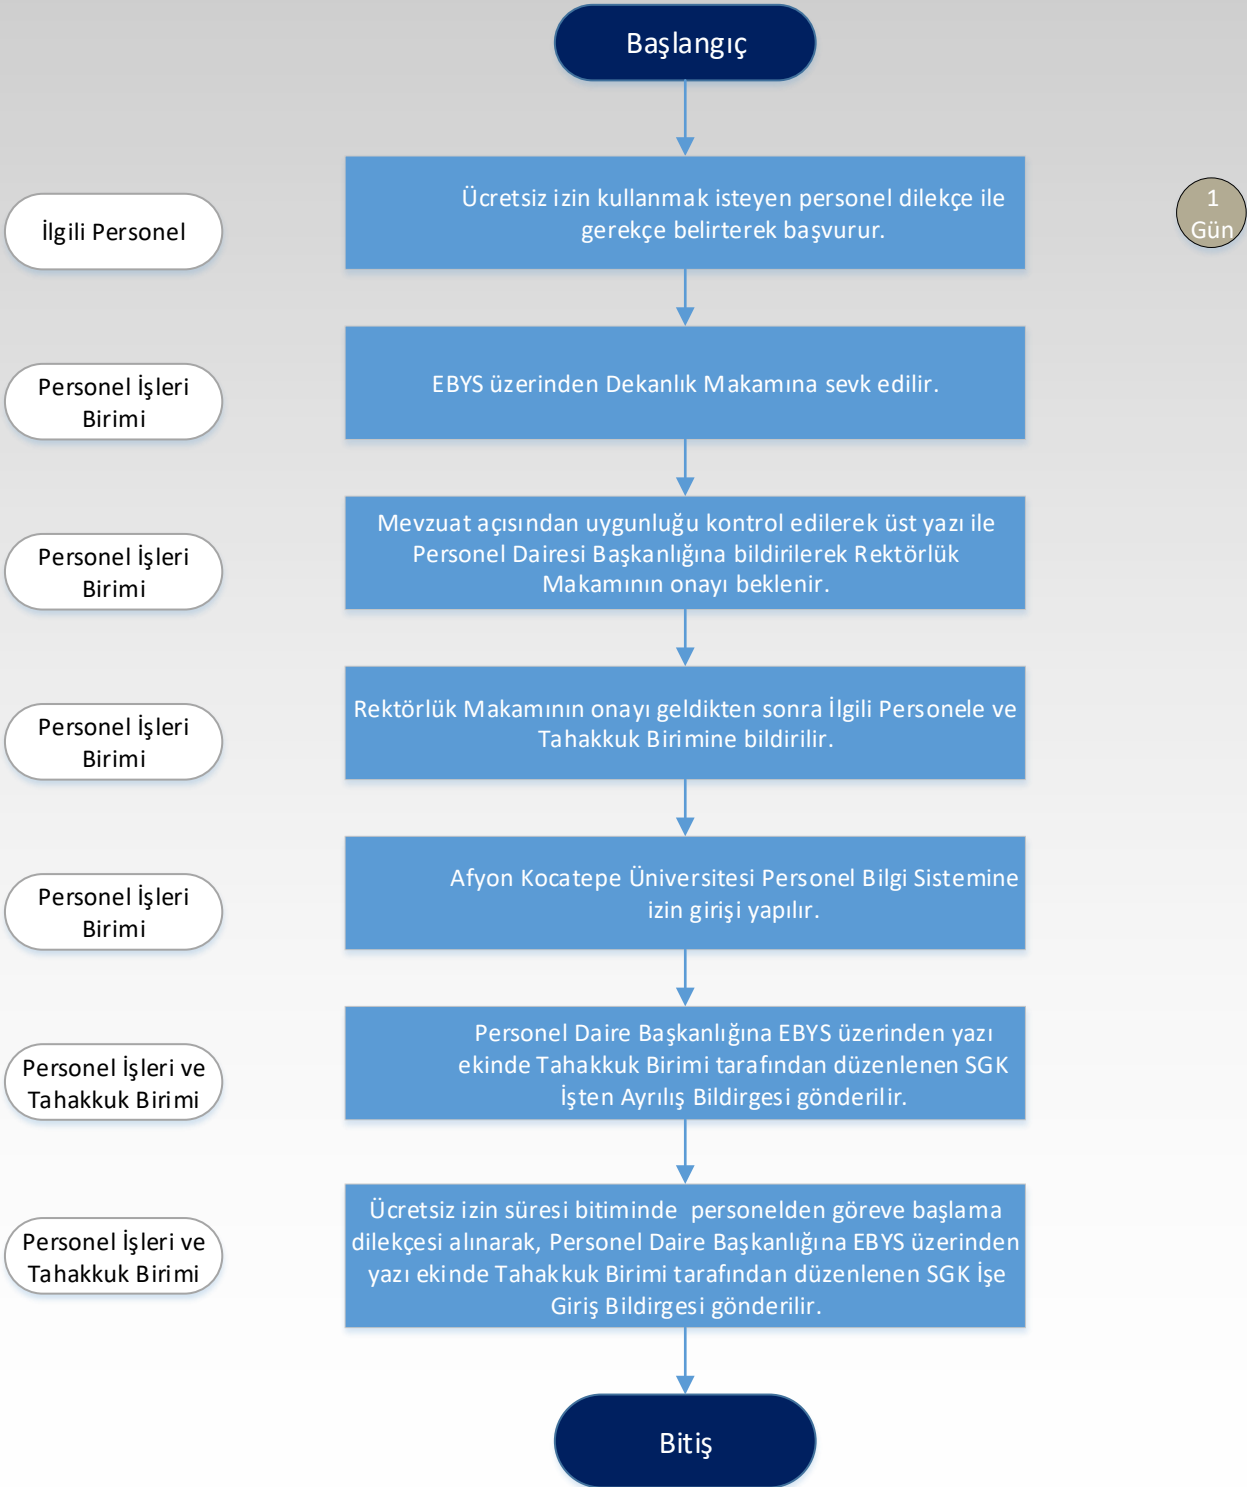 Başlangıç
İlgili Personel
Ücretsiz izin kullanmak isteyen personel dilekçe ile
gerekçe belirterek başvurur.
1
Gün
Personel İşleri
Birimi
EBYS üzerinden Dekanlık Makamına sevk edilir.
Personel İşleri
Birimi
Mevzuat açısından uygunluğu kontrol edilerek üst yazı ile
Personel Dairesi Başkanlığına bildirilerek Rektörlük
Makamının onayı beklenir.
Personel İşleri
Birimi
Rektörlük Makamının onayı geldikten sonra İlgili Personele ve
Tahakkuk Birimine bildirilir.
Personel İşleri
Birimi
Afyon Kocatepe Üniversitesi Personel Bilgi Sistemine
izin girişi yapılır.
Personel İşleri ve
Tahakkuk Birimi
Personel Daire Başkanlığına EBYS üzerinden yazı
ekinde Tahakkuk Birimi tarafından düzenlenen SGK
İşten Ayrılış Bildirgesi gönderilir.
Personel İşleri ve
Tahakkuk Birimi
Ücretsiz izin süresi bitiminde personelden göreve başlama
dilekçesi alınarak, Personel Daire Başkanlığına EBYS üzerinden
yazı ekinde Tahakkuk Birimi tarafından düzenlenen SGK İşe
Giriş Bildirgesi gönderilir.
Bitiş